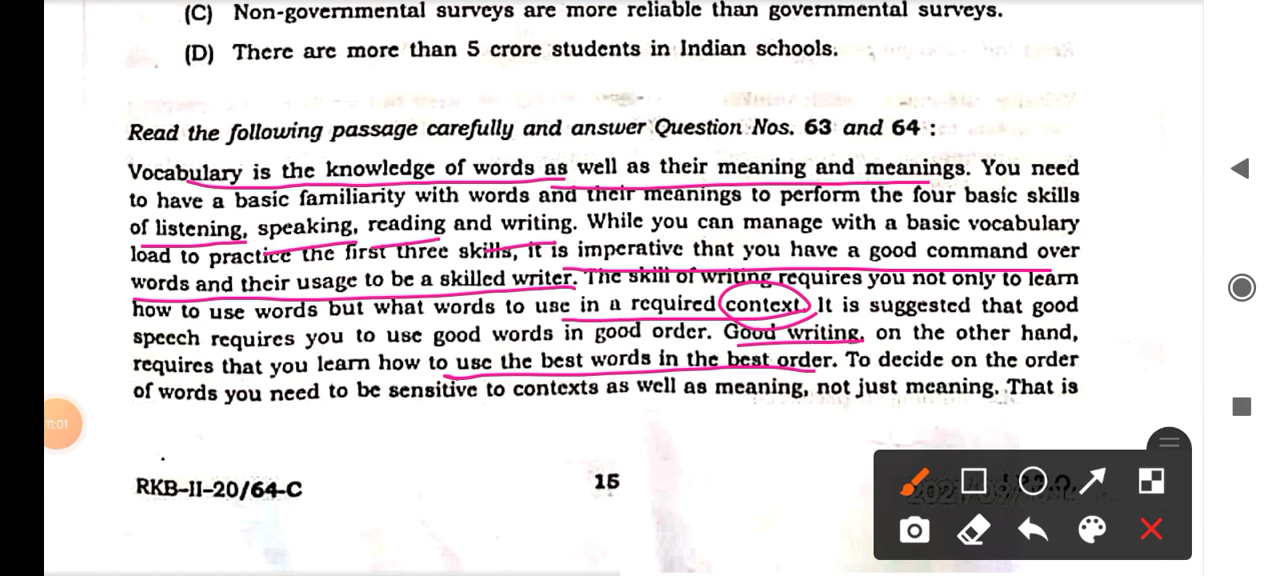 (C) Non-governmental surveys are more reliable than governmental surveys.
(D) There are more than 5 crore students in Indian schools.
Read the following passage carefully and answer Question Nos. 63 and 64 :
Vocabulary is the knowledge of words as well as their meaning and meanings. You need
to have a basic familiarity with words and their meanings to perform the four basic skills
of listening, speaking, reading and writing. While you can manage with a basic vocabulary
load to practice the first three skills, it is imperative that you have a good command over
words and their usage to be a skilled writer. The skill of writing requires you not only to learn
how to use words but what words to use in a required context. It is suggested that good
speech requires you to use good words in good order. Good writing, on the other hand,
requires that you learn how to use the best words in the best order. To decide on the order
of words you need to be sensitive to contexts as well as meaning, not just meaning. That is
11:01
RKB–II–20/64–C
15